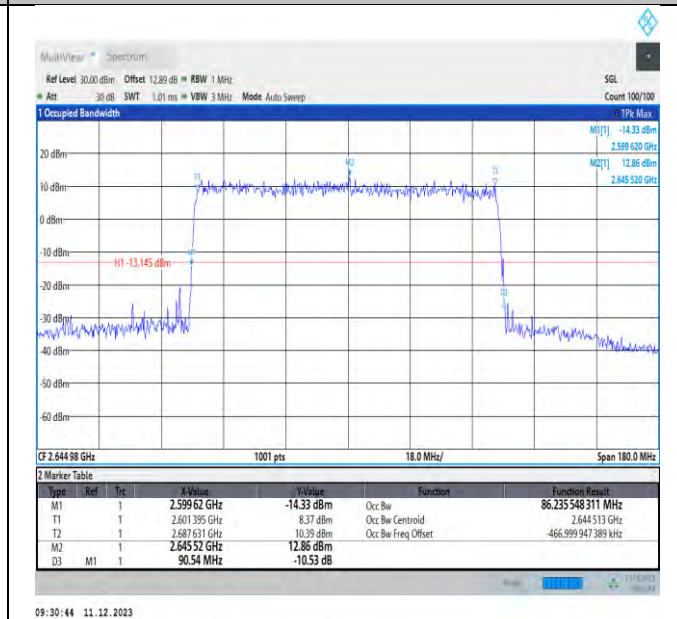 MultiView Spectrum
Ref Level 30.00 dBm Offset 12.89 dB RBW 1 MHz SGL
Att 30 dB SWT 1.01 ms VBW 3 MHz Mode Auto Sweep Count 100/100
1 Occupied Bandwidth 1Pk Max
M1[1] -14.33 dBm
2.599 620 GHz
M2[1] 12.86 dBm
2.645 520 GHz
20 dBm
M2
T1
10 dBm
0 dBm
-10 dBm
M1
H1 -13.145 dBm
-20 dBm
D3
-30 dBm
-40 dBm
-50 dBm
-60 dBm
CF 2.644 98 GHz 1001 pts 18.0 MHz/ Span 180.0 MHz
2 Marker Table
Type Ref Trc X-Value Y-Value Function Function Result
M1 1 2.599 62 GHz -14.33 dBm Occ Bw 86.235 548 311 MHz
T1 1 2.601 395 GHz 8.37 dBm Occ Bw Centroid 2.644 513 GHz
T2 1 2.687 631 GHz 10.39 dBm Occ Bw Freq Offset -466.999 947 389 kHz
M2 1 2.645 52 GHz 12.86 dBm
D3 M1 1 90.54 MHz -10.53 dB
09:30:44 11.12.2023